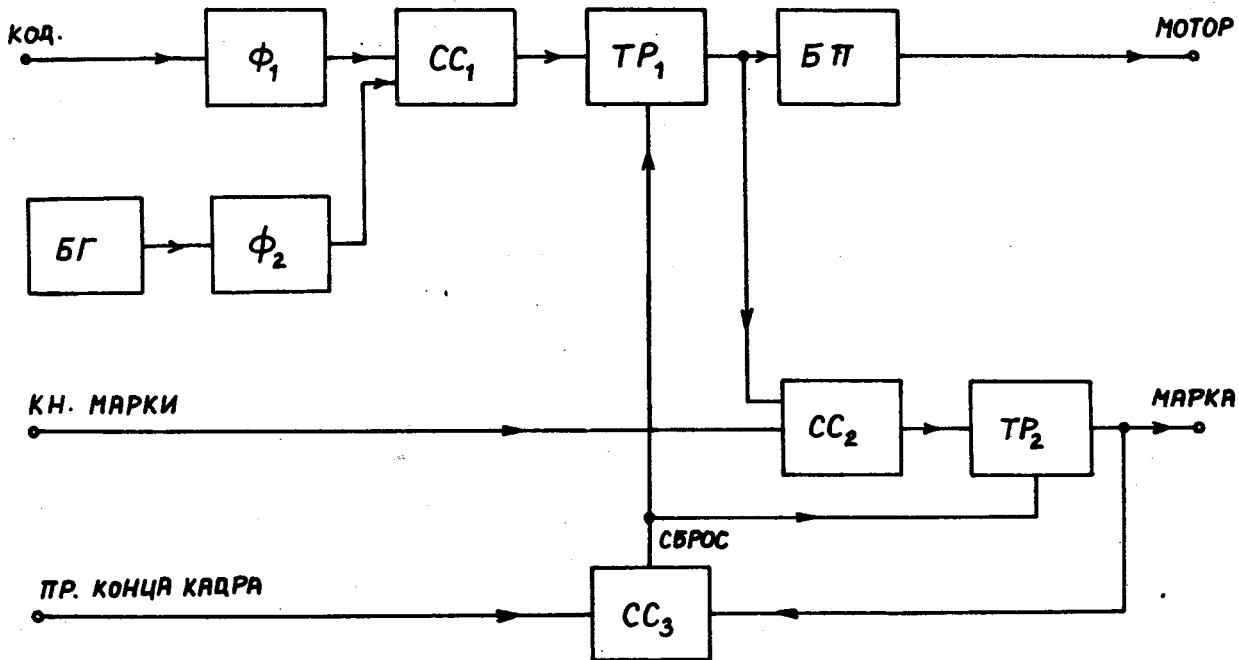 КОД.
МОТОР
Ф₁
СС₁
ТР₁
БП
БГ
Ф₂
КН. МАРКИ
МАРКА
СС₂
ТР₂
СБРОС
ПР. КОНЦА КАДРА
СС₃